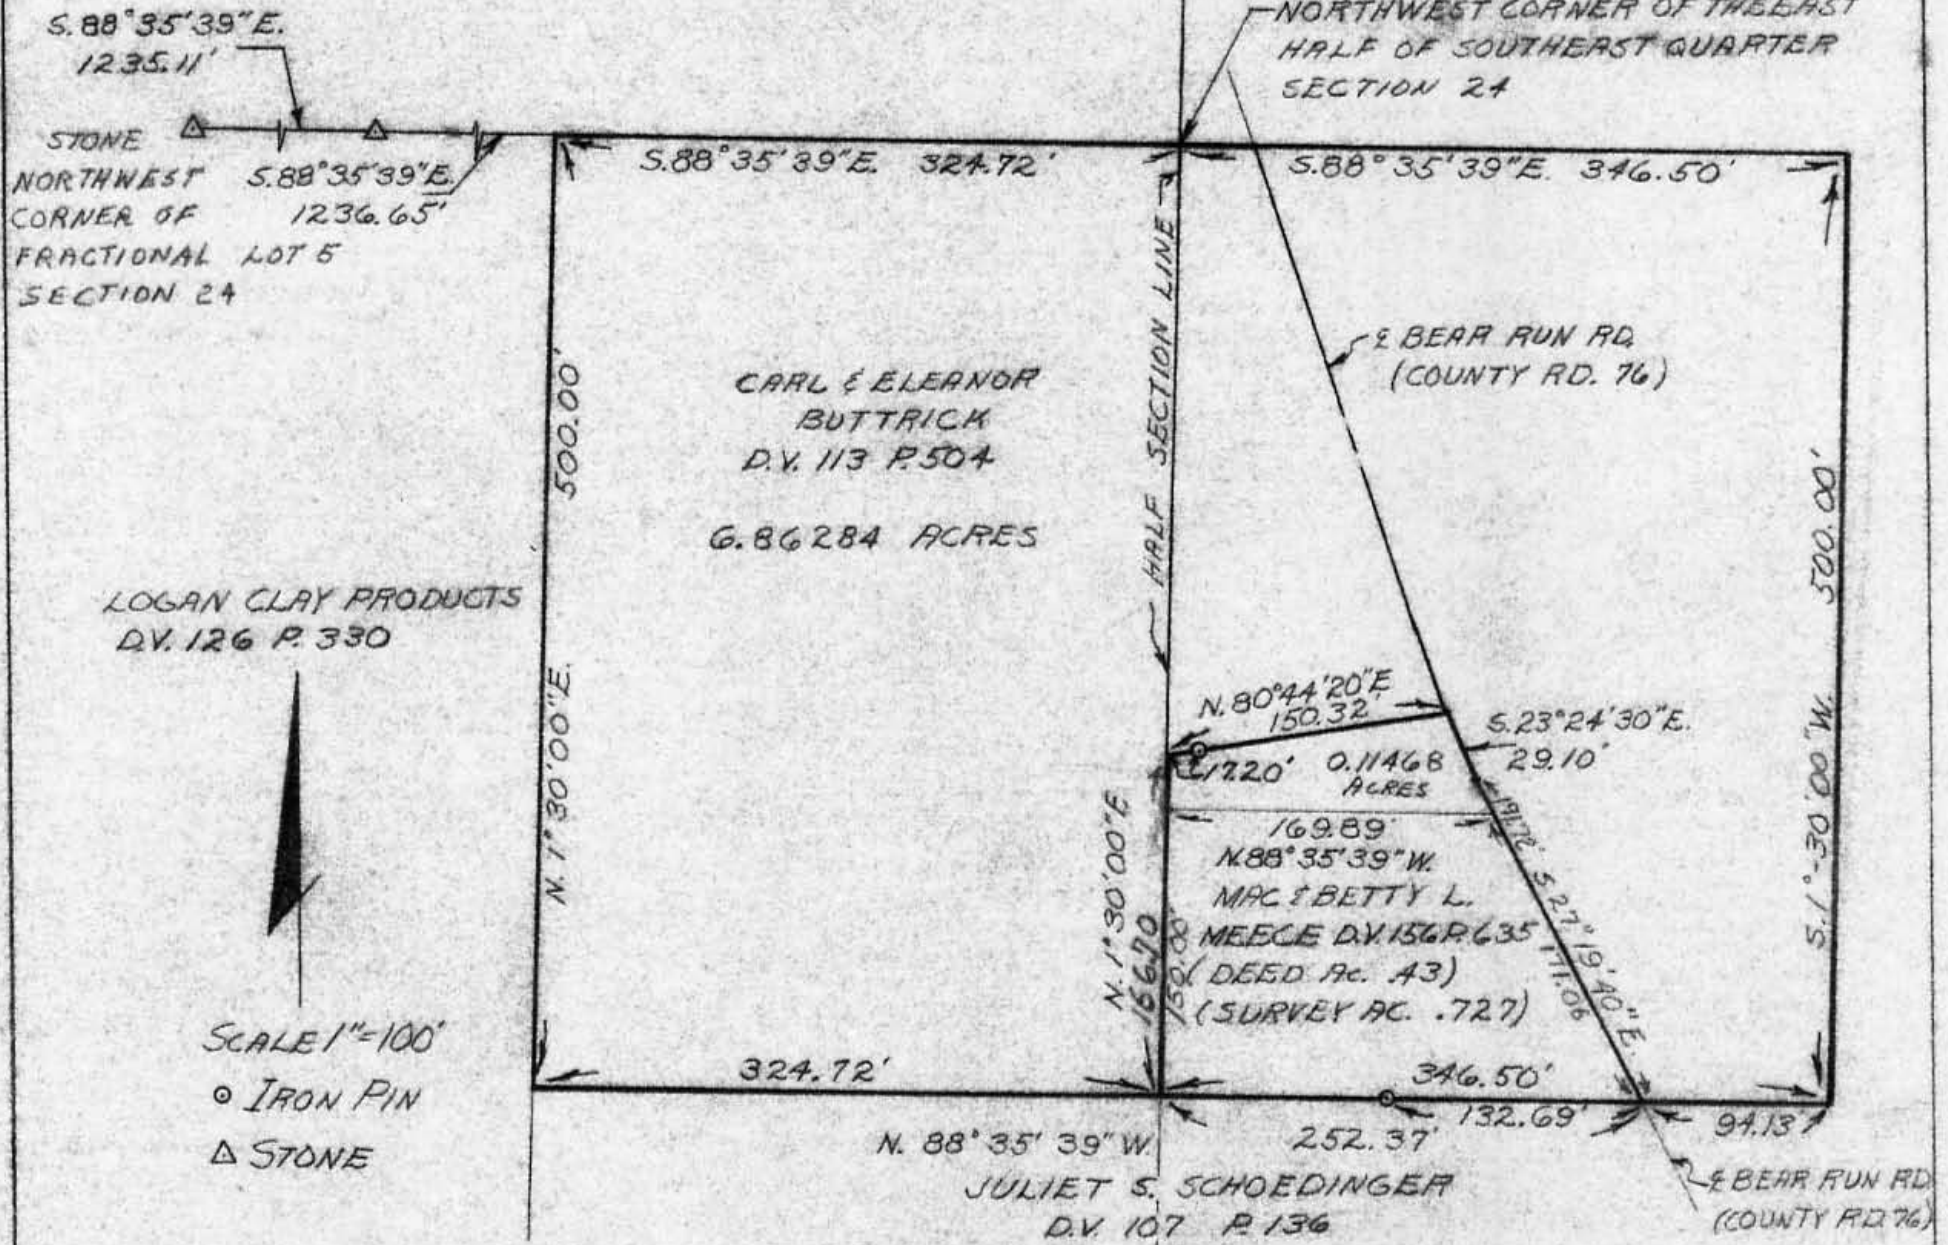 S. 88°35'39"E.
1235.11'
NORTHWEST CORNER OF THE EAST
HALF OF SOUTHEAST QUARTER
SECTION 24
STONE
NORTHWEST
CORNER OF
FRACTIONAL LOT 5
SECTION 24
S.88°35'39"E.
1236.65'
S.88°35'39"E. 324.72'
S.88°35'39"E. 346.50'
HALF SECTION LINE
500.00'
N. 1°30'.00"E.
CARL & ELEANOR
BUTTRICK
D.V. 113 P.504
6.86284 ACRES
℄ BEAR RUN RD.
(COUNTY RD. 76)
500.00'
S.1°-30'00"W.
LOGAN CLAY PRODUCTS
D.V. 126 P. 330
N. 80°44'20"E.
150.32'
S.23°24'30"E.
29.10'
17.20'
0.11468
ACRES
169.89'
N.88°35'39"W.
MAC & BETTY L.
MEECE D.V. 156 P. 635
(DEED AC. .43)
(SURVEY AC. .727)
N. 1°30'00"E
166.70
150.00'
S.27°19'40"E.
171.06
SCALE 1"=100'
IRON PIN
STONE
324.72'
346.50'
132.69'
252.37'
94.13'
N. 88°35'39"W.
JULIET S. SCHOEDINGER
D.V. 107 P. 136
℄ BEAR RUN RD
(COUNTY RD. 76)